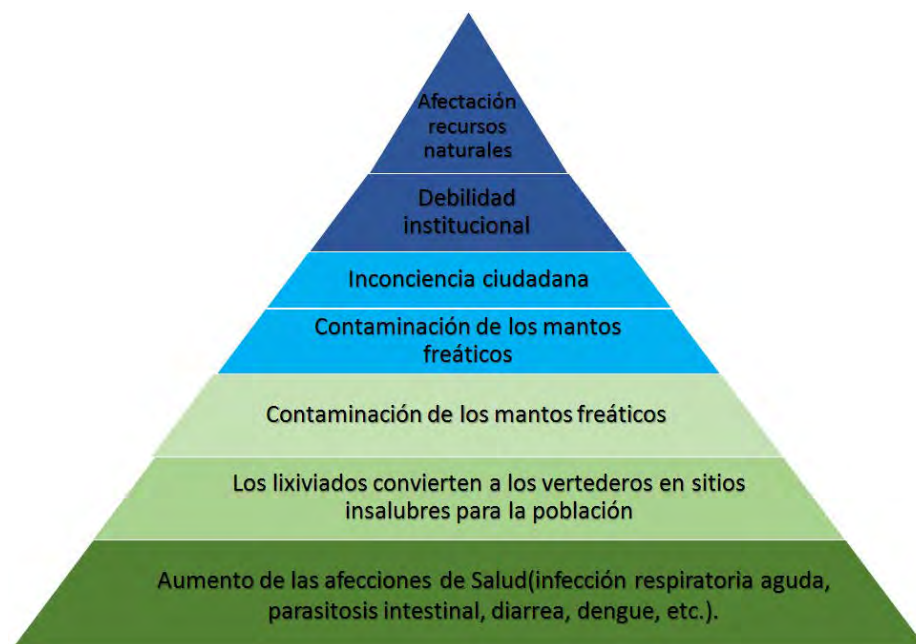 Afectación
recursos
naturales
Debilidad
institucional
Inconciencia ciudadana
Contaminación de los mantos
freáticos
Contaminación de los mantos freáticos
Los lixiviados convierten a los vertederos en sitios
insalubres para la población
Aumento de las afecciones de Salud(infección respiratoria aguda,
parasitosis intestinal, diarrea, dengue, etc.).